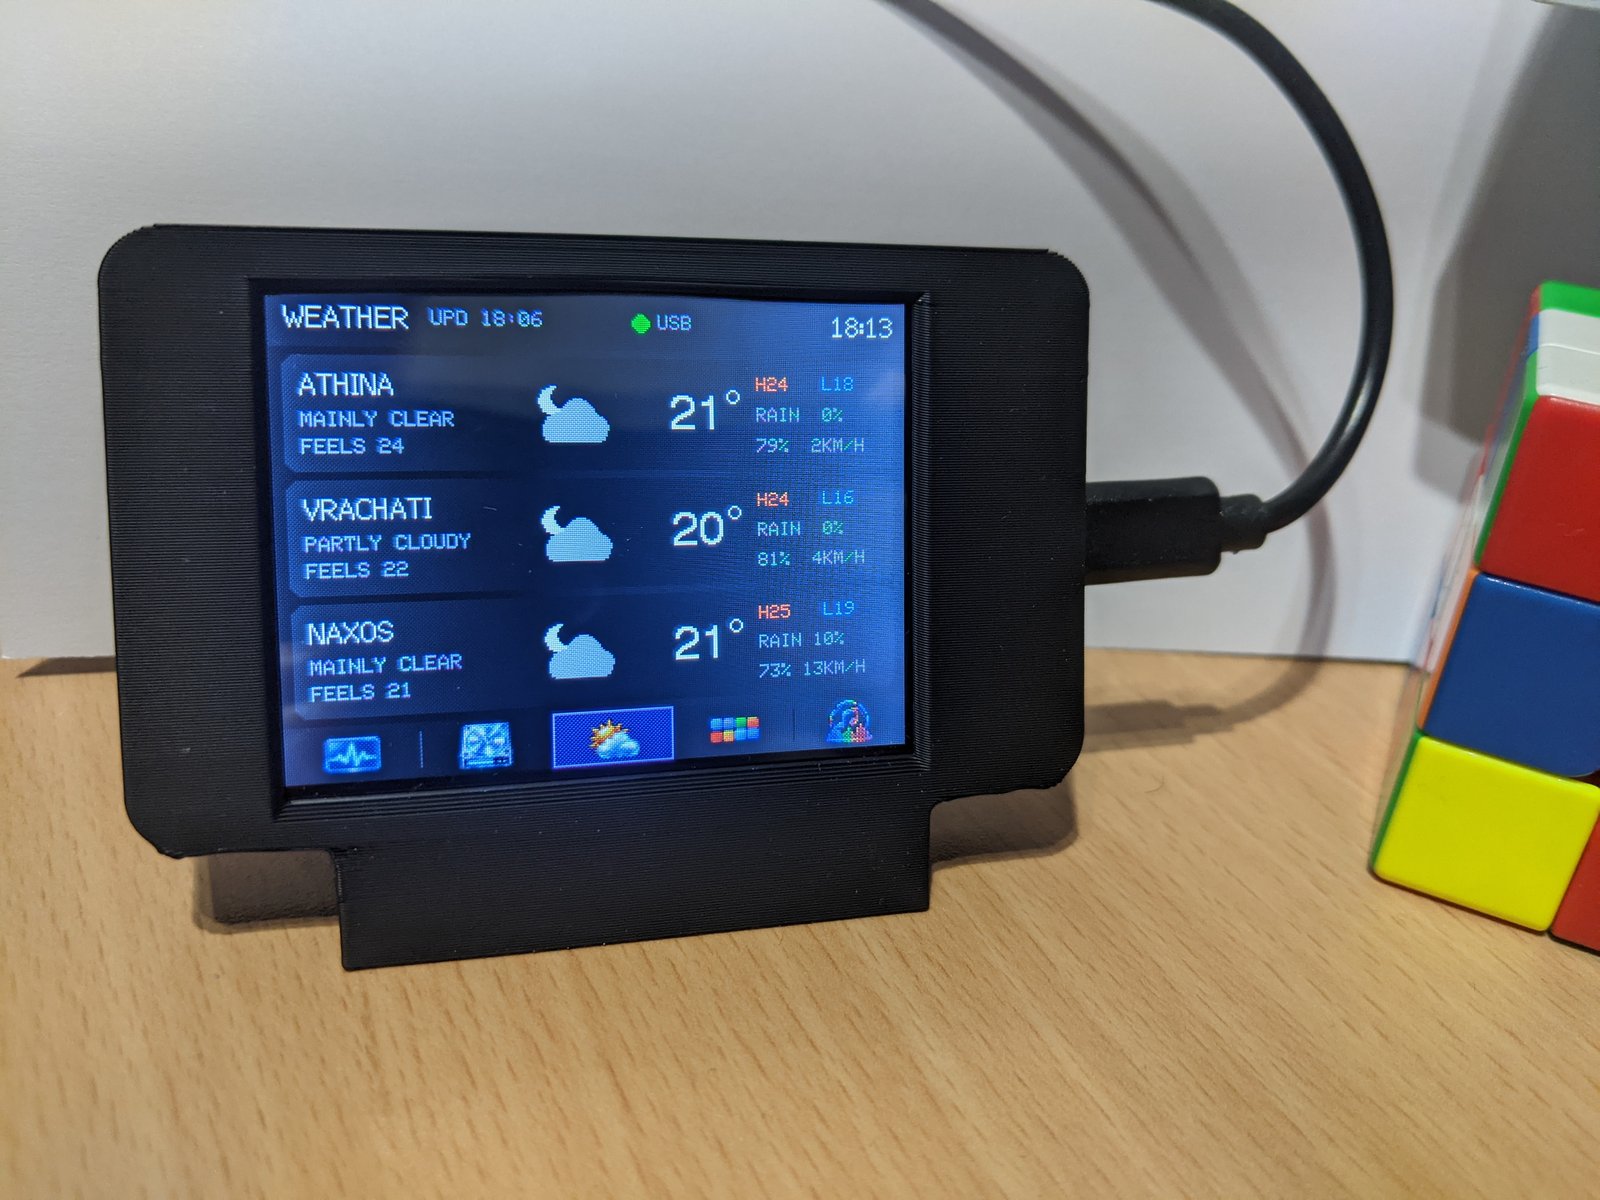 WEATHER UPD 18:06 USB 18:13
ATHINA
MAINLY CLEAR
FEELS 24
21°
H24 L18
RAIN 0%
79% 2KM/H
VRACHATI
PARTLY CLOUDY
FEELS 22
20°
H24 L16
RAIN 0%
81% 4KM/H
NAXOS
MAINLY CLEAR
FEELS 21
21°
H25 L19
RAIN 10%
73% 13KM/H